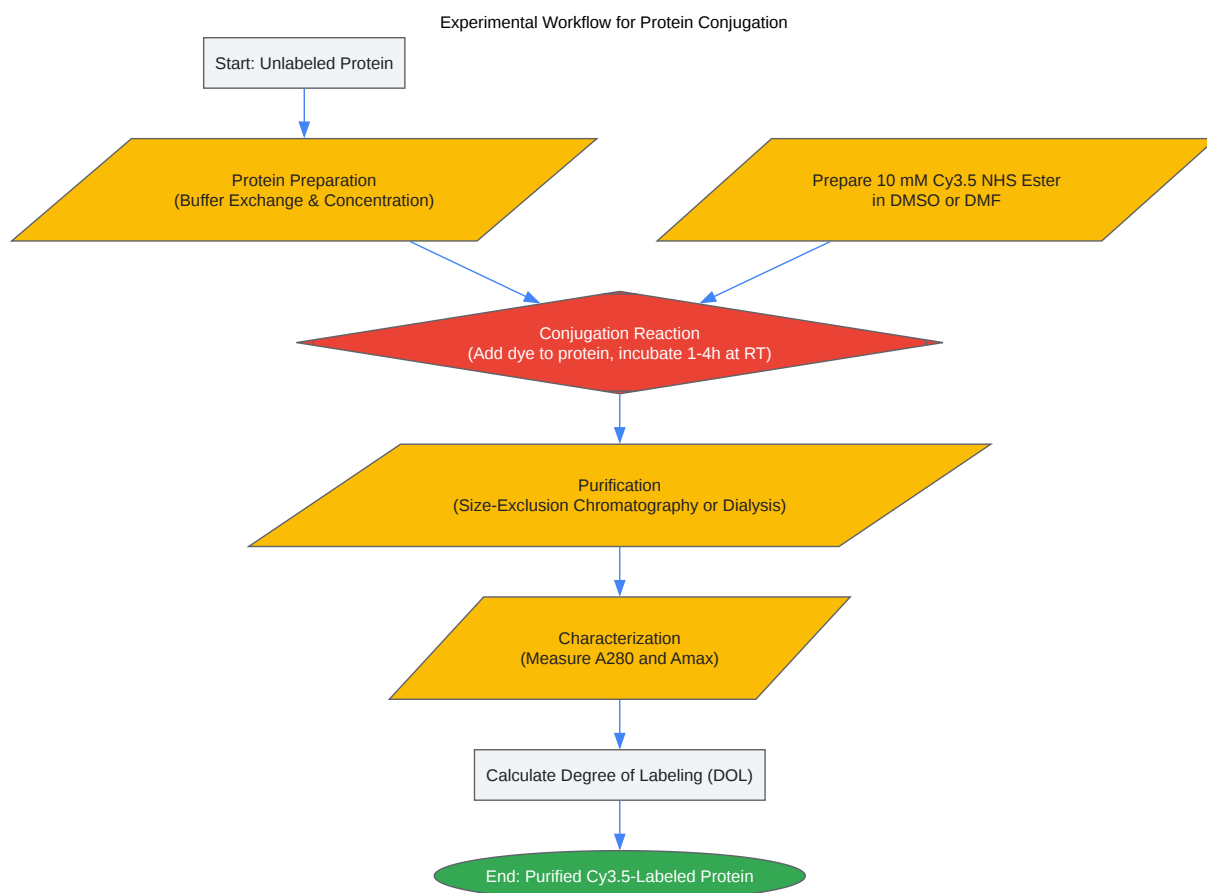 Experimental Workflow for Protein Conjugation
Start: Unlabeled Protein
Protein Preparation
(Buffer Exchange & Concentration)
Prepare 10 mM Cy3.5 NHS Ester
in DMSO or DMF
Conjugation Reaction
(Add dye to protein, incubate 1-4h at RT)
Purification
(Size-Exclusion Chromatography or Dialysis)
Characterization
(Measure A280 and Amax)
Calculate Degree of Labeling (DOL)
End: Purified Cy3.5-Labeled Protein